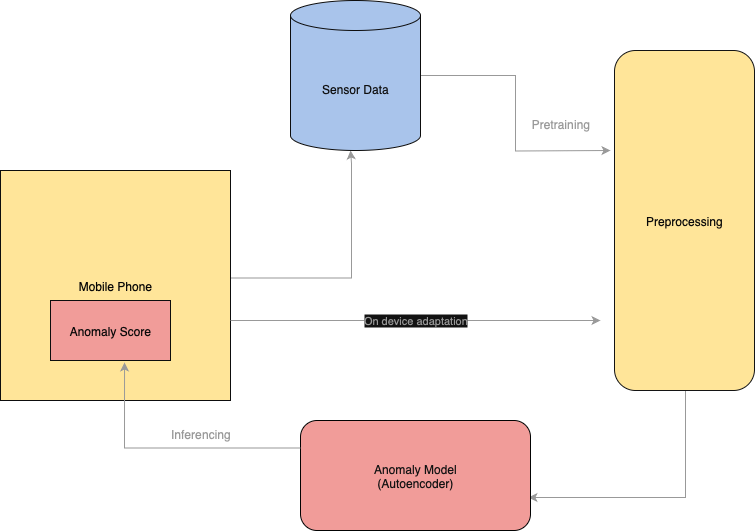 Sensor Data
Pretraining
Preprocessing
Mobile Phone
Anomaly Score
On device adaptation
Inferencing
Anomaly Model
(Autoencoder)